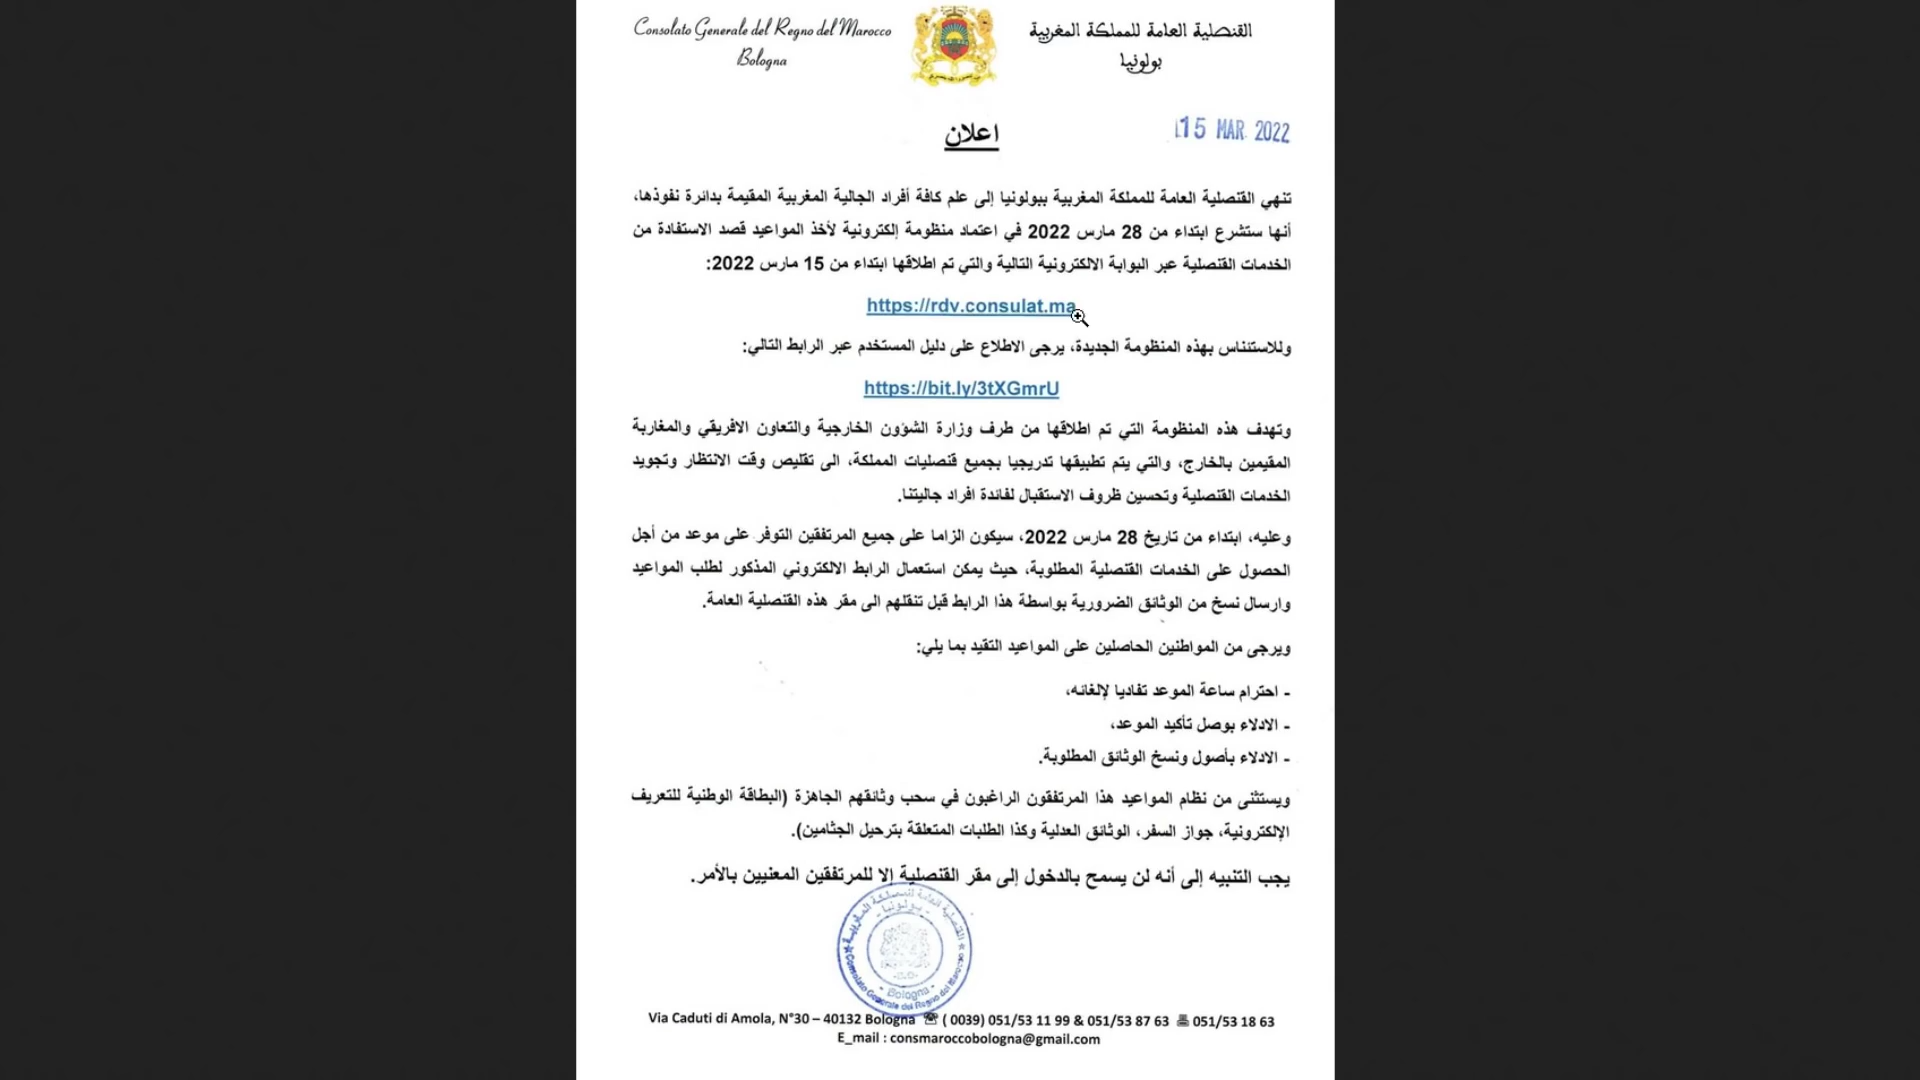 Consolato Generale del Regno del Marocco
Bologna
القنصلية العامة للمملكة المغربية
بولونيا
15 MAR 2022
اعلان
تنهي القنصلية العامة للمملكة المغربية ببولونيا إلى علم كافة أفراد الجالية المغربية المقيمة بدائرة نفوذها،
أنها ستشرع ابتداء من 28 مارس 2022 في اعتماد منظومة إلكترونية لأخذ المواعيد قصد الاستفادة من
الخدمات القنصلية عبر البوابة الالكترونية التالية والتي تم اطلاقها ابتداء من 15 مارس 2022:
https://rdv.consulat.ma
وللاستئناس بهذه المنظومة الجديدة، يرجى الاطلاع على دليل المستخدم عبر الرابط التالي:
https://bit.ly/3tXGmrU
وتهدف هذه المنظومة التي تم اطلاقها من طرف وزارة الشؤون الخارجية والتعاون الافريقي والمغاربة
المقيمين بالخارج، والتي يتم تطبيقها تدريجيا بجميع قنصليات المملكة، الى تقليص وقت الانتظار وتجويد
الخدمات القنصلية وتحسين ظروف الاستقبال لفائدة افراد جاليتنا.
وعليه، ابتداء من تاريخ 28 مارس 2022، سيكون الزاما على جميع المرتفقين التوفر على موعد من أجل
الحصول على الخدمات القنصلية المطلوبة، حيث يمكن استعمال الرابط الالكتروني المذكور لطلب المواعيد
وارسال نسخ من الوثائق الضرورية بواسطة هذا الرابط قبل تنقلهم الى مقر هذه القنصلية العامة.
ويرجى من المواطنين الحاصلين على المواعيد التقيد بما يلي:
- احترام ساعة الموعد تفاديا لإلغائه،
- الادلاء بوصل تأكيد الموعد،
- الادلاء بأصول ونسخ الوثائق المطلوبة.
ويستثنى من نظام المواعيد هذا المرتفقون الراغبون في سحب وثائقهم الجاهزة (البطاقة الوطنية للتعريف
الإلكترونية، جواز السفر، الوثائق العدلية وكذا الطلبات المتعلقة بترحيل الجثامين).
يجب التنبيه إلى أنه لن يسمح بالدخول إلى مقر القنصلية إلا للمرتفقين المعنيين بالأمر.
القنصلية العامة للمملكة المغربية
- بولونيا -
- Bologna -
Consolato Generale del Regno del Marocco
Via Caduti di Amola, N°30 – 40132 Bologna ☎ ( 0039) 051/53 11 99 & 051/53 87 63 051/53 18 63
E_mail : consmaroccobologna@gmail.com